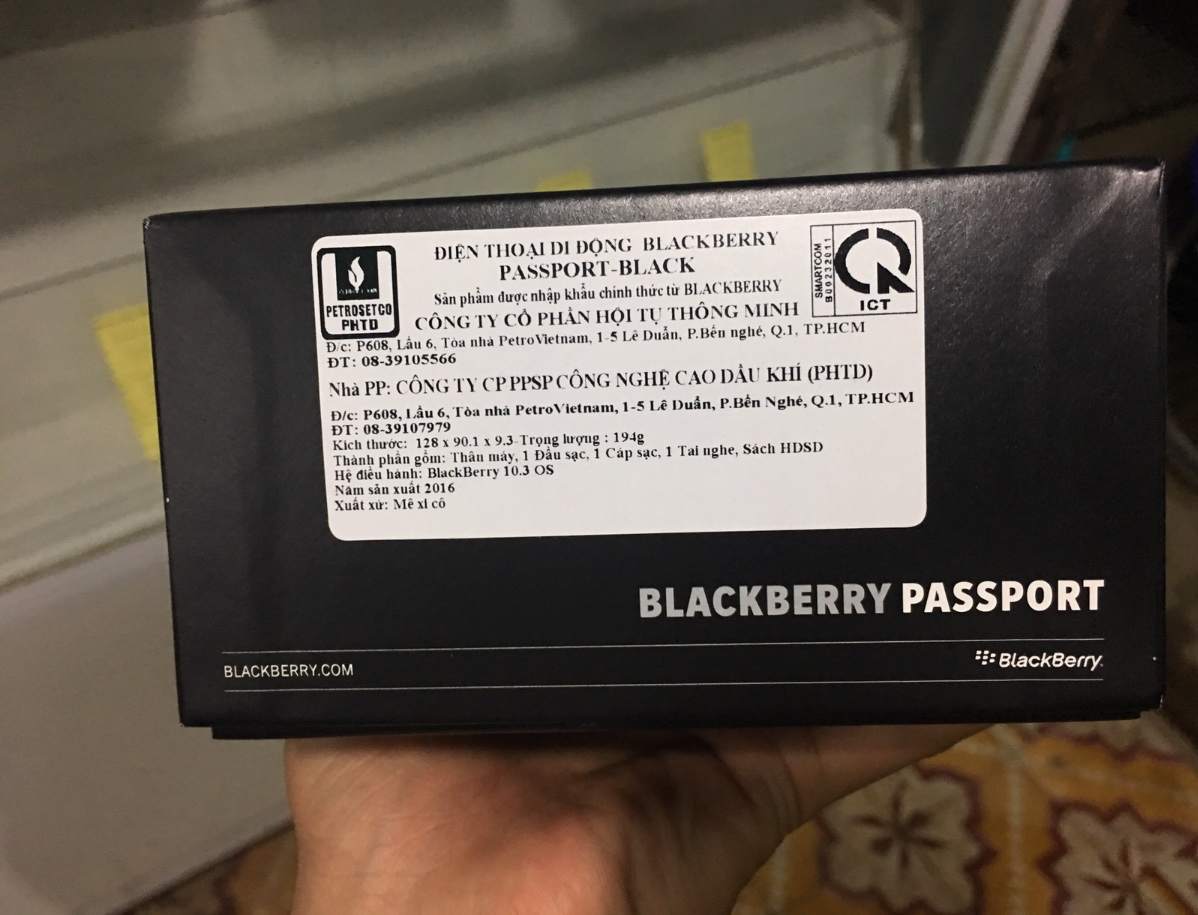 PETROSETCO
PHTD
ĐIỆN THOẠI DI ĐỘNG BLACKBERRY
PASSPORT-BLACK
Sản phẩm được nhập khẩu chính thức từ BLACKBERRY
CÔNG TY CỔ PHẦN HỘI TỤ THÔNG MINH
Đ/c: P608, Lầu 6, Tòa nhà PetroVietnam, 1-5 Lê Duẩn, P.Bến nghé, Q.1, TP.HCM
ĐT: 08-39105566
Nhà PP: CÔNG TY CP PPSP CÔNG NGHỆ CAO DẦU KHÍ (PHTD)
Đ/c: P608, Lầu 6, Tòa nhà PetroVietnam, 1-5 Lê Duẩn, P.Bến Nghé, Q.1, TP.HCM
ĐT: 08-39107979
Kích thước: 128 x 90.1 x 9.3-Trọng lượng : 194g
Thành phần gồm: Thân máy, 1 Đầu sạc, 1 Cáp sạc, 1 Tai nghe, Sách HDSD
Hệ điều hành: BlackBerry 10.3 OS
Năm sản xuất 2016
Xuất xứ: Mê xi cô
SMARTCOM
B00232011
ICT
BLACKBERRY PASSPORT
BLACKBERRY.COM
BlackBerry